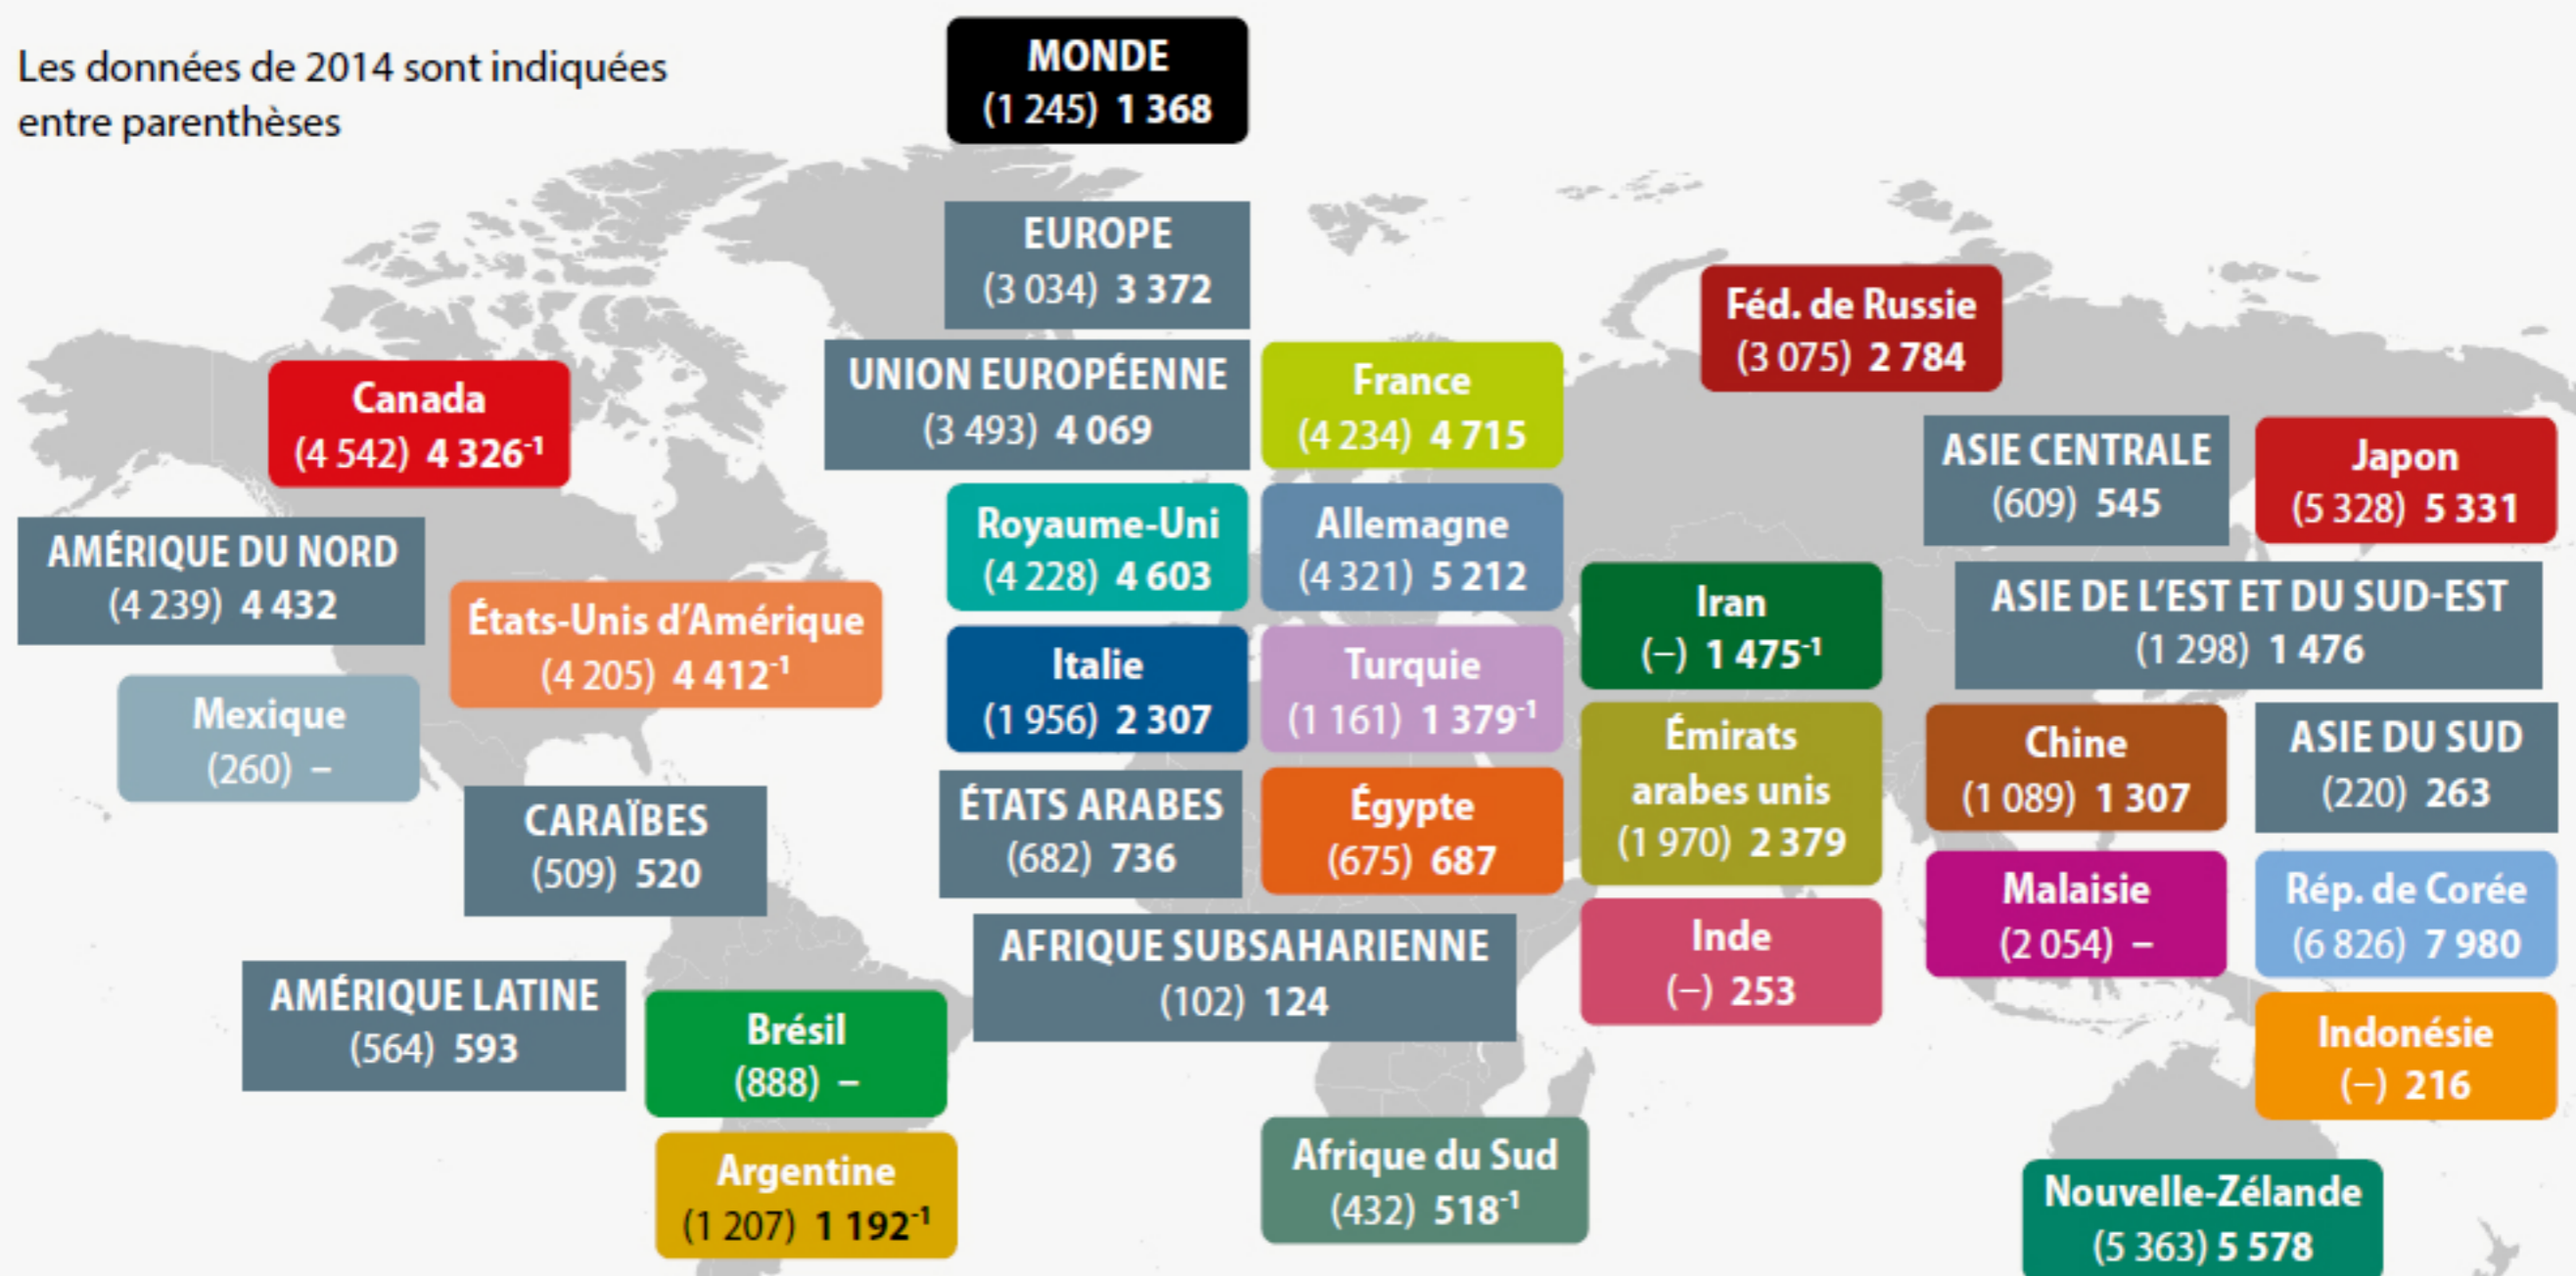 Les données de 2014 sont indiquées
entre parenthèses
MONDE
(1 245) 1 368
EUROPE
(3 034) 3 372
Féd. de Russie
(3 075) 2 784
UNION EUROPÉENNE
(3 493) 4 069
France
(4 234) 4 715
Canada
(4 542) 4 326⁻¹
ASIE CENTRALE
(609) 545
Japon
(5 328) 5 331
Royaume-Uni
(4 228) 4 603
Allemagne
(4 321) 5 212
AMÉRIQUE DU NORD
(4 239) 4 432
États-Unis d’Amérique
(4 205) 4 412⁻¹
Iran
(–) 1 475⁻¹
ASIE DE L’EST ET DU SUD-EST
(1 298) 1 476
Italie
(1 956) 2 307
Turquie
(1 161) 1 379⁻¹
Mexique
(260) –
Émirats
arabes unis
(1 970) 2 379
Chine
(1 089) 1 307
ASIE DU SUD
(220) 263
CARAÏBES
(509) 520
ÉTATS ARABES
(682) 736
Égypte
(675) 687
Malaisie
(2 054) –
Rép. de Corée
(6 826) 7 980
AFRIQUE SUBSAHARIENNE
(102) 124
Inde
(–) 253
AMÉRIQUE LATINE
(564) 593
Brésil
(888) –
Indonésie
(–) 216
Argentine
(1 207) 1 192⁻¹
Afrique du Sud
(432) 518⁻¹
Nouvelle-Zélande
(5 363) 5 578